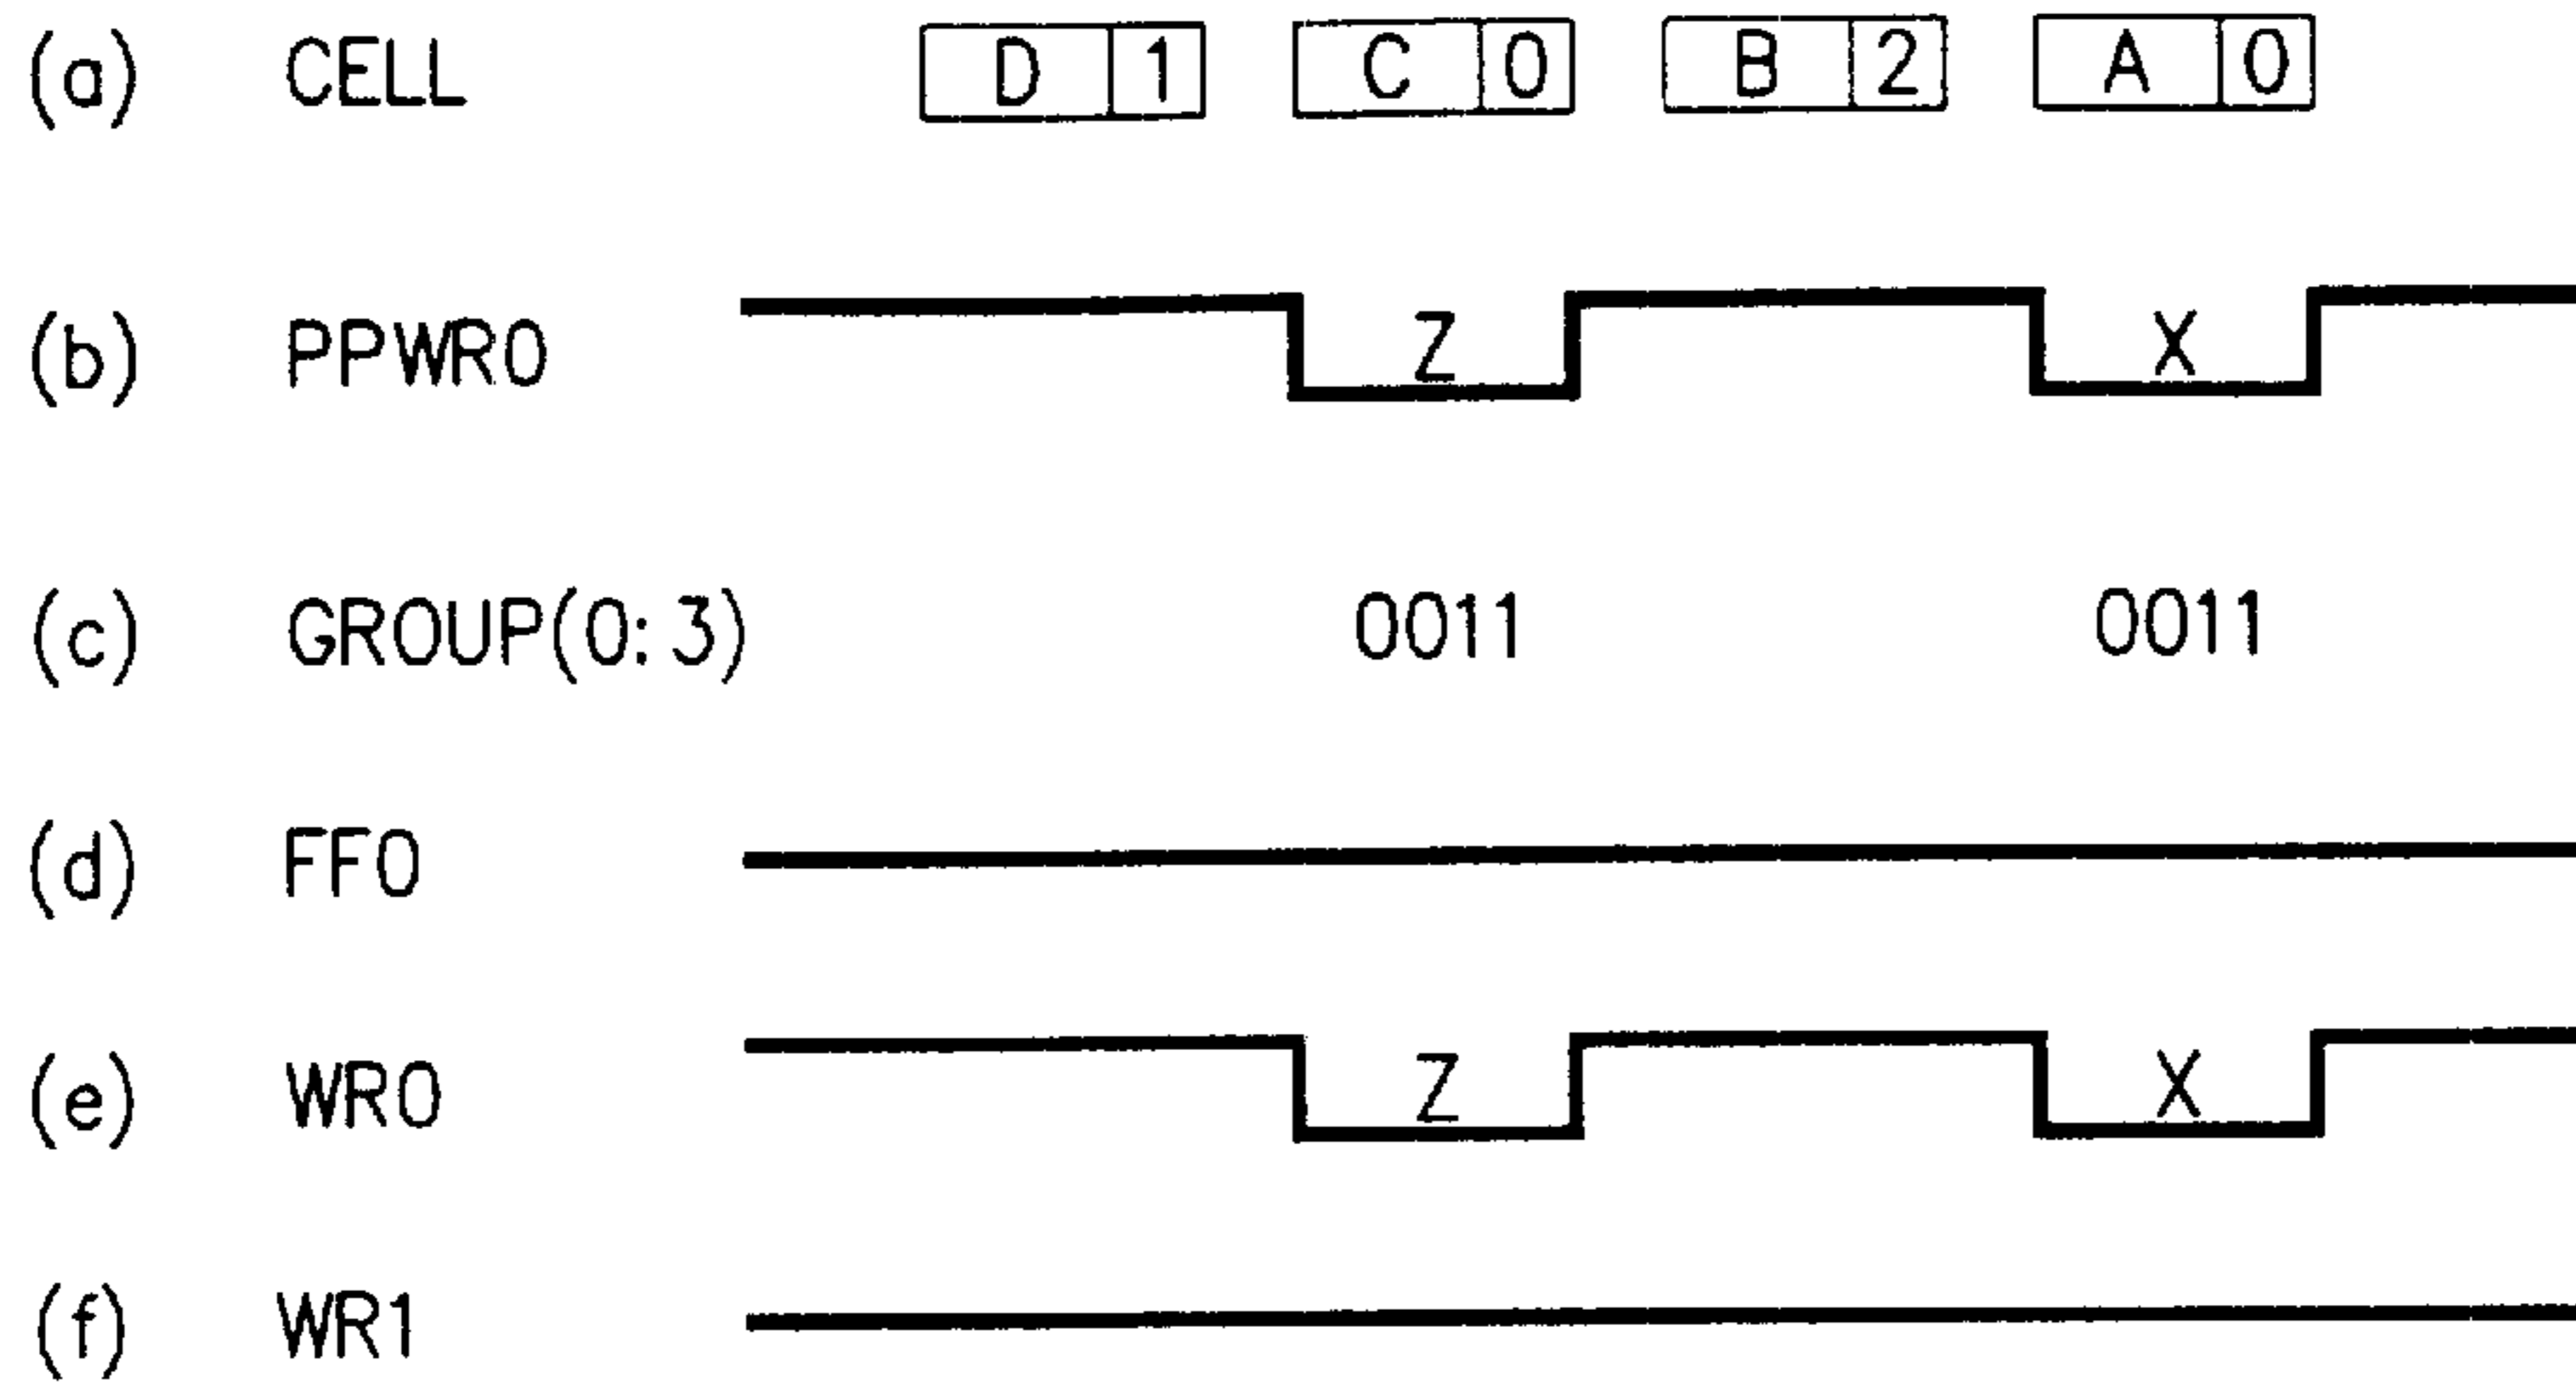 (a) CELL D 1 C 0 B 2 A 0
(b) PPWR0 Z X
(c) GROUP(0:3) 0011 0011
(d) FF0
(e) WR0 Z X
(f) WR1